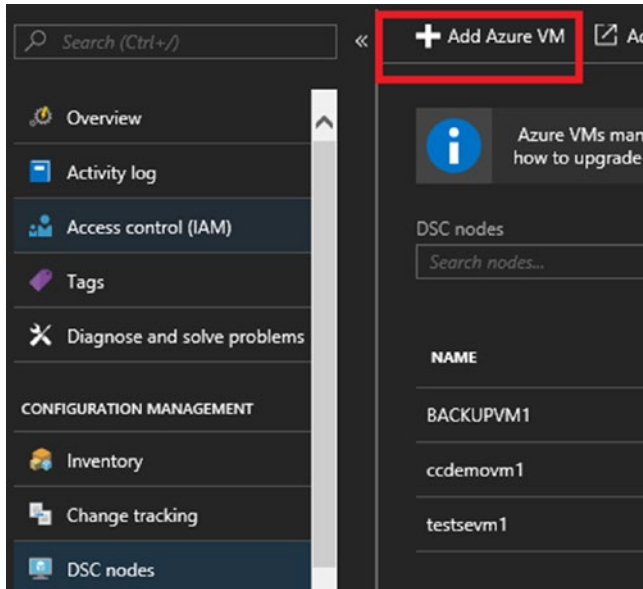 Search (Ctrl+/)
«
Overview
Activity log
Access control (IAM)
Tags
Diagnose and solve problems
CONFIGURATION MANAGEMENT
Inventory
Change tracking
DSC nodes
+ Add Azure VM
Azure VMs
how to upgrade
DSC nodes
Search nodes...
NAME
BACKUPVM1
ccdemovm1
testsevm1